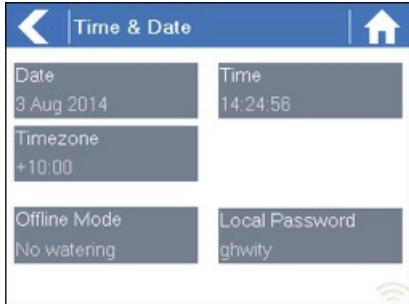 Time & Date
Date
3 Aug 2014
Time
14:24:56
Timezone
+10:00
Offline Mode
No watering
Local Password
ghwity